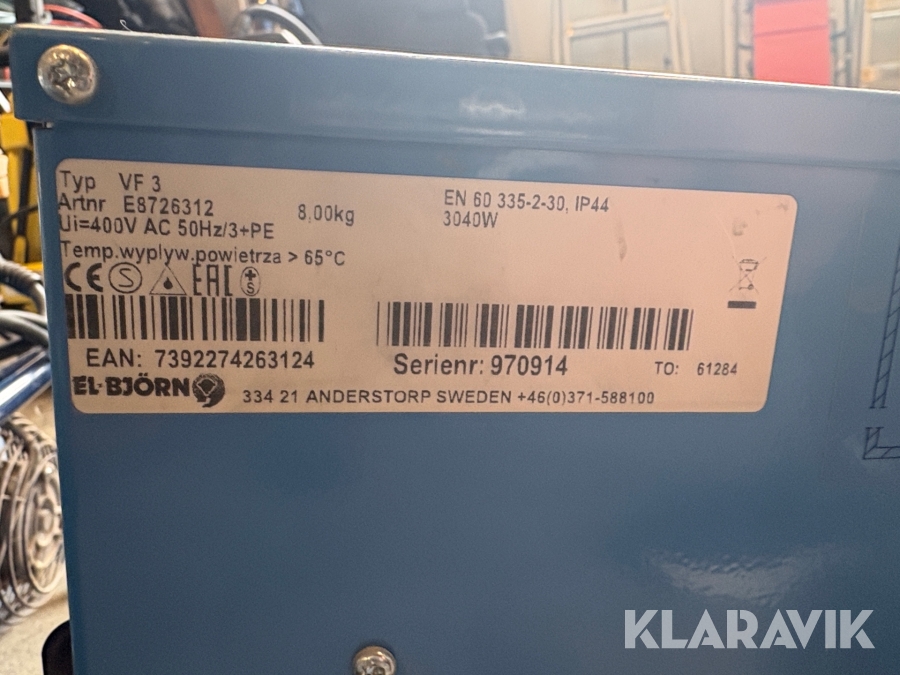 Typ VF 3
Artnr E8726312 8,00kg
Ui=400V AC 50Hz/3+PE
Temp.wyplyw.powietrza > 65°C
EN 60 335-2-30, IP44
3040W
CE S EAC +S
EAN: 7392274263124
Serienr: 970914
TO: 61284
EL-BJÖRN
334 21 ANDERSTORP SWEDEN +46(0)371-588100
KLARAVIK